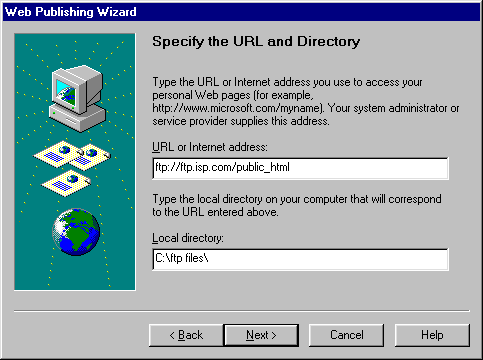 Web Publishing Wizard
Specify the URL and Directory
Type the URL or Internet address you use to access your
personal Web pages (for example,
http://www.microsoft.com/myname). Your system administrator or
service provider supplies this address.
URL or Internet address:
ftp://ftp.isp.com/public_html
Type the local directory on your computer that will correspond
to the URL entered above.
Local directory:
C:\ftp files\
< Back Next > Cancel Help